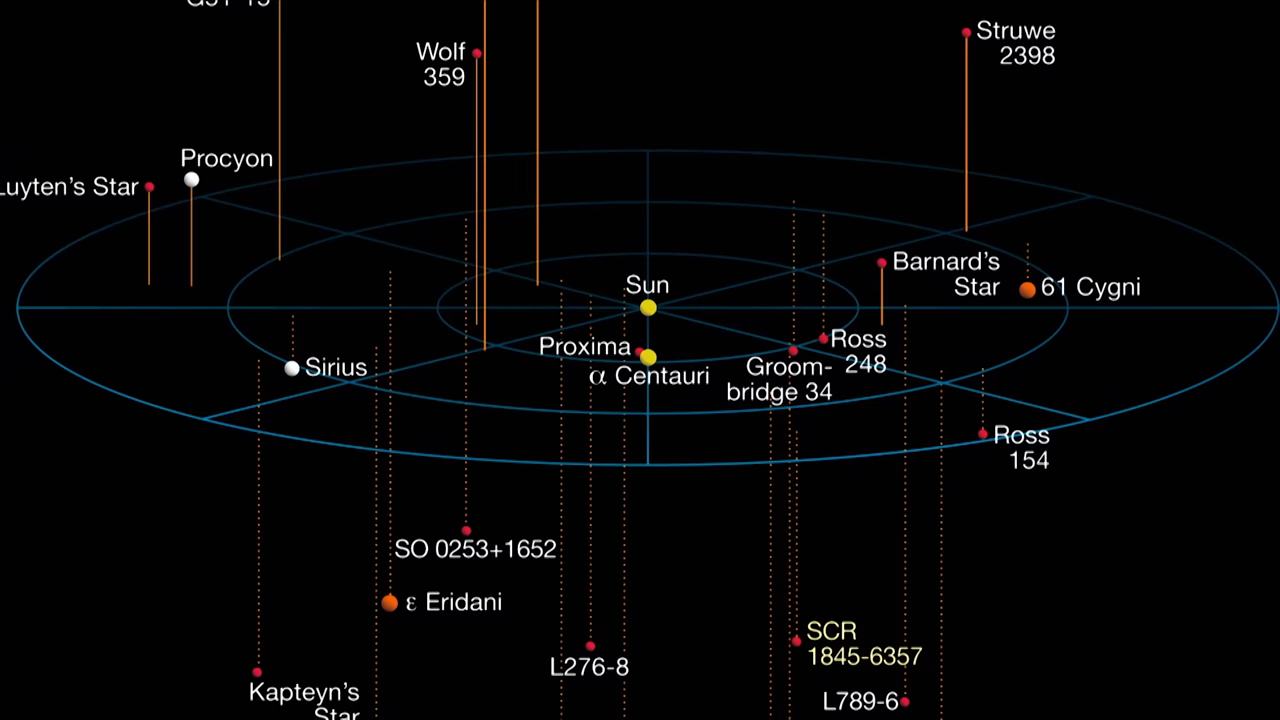 Struwe
2398
Wolf
359
Procyon
Luyten's Star
Sun
Barnard's
Star
61 Cygni
Proxima
α Centauri
Ross
248
Groom-
bridge 34
Sirius
Ross
154
SO 0253+1652
ε Eridani
SCR
1845-6357
L276-8
Kapteyn's
Star
L789-6